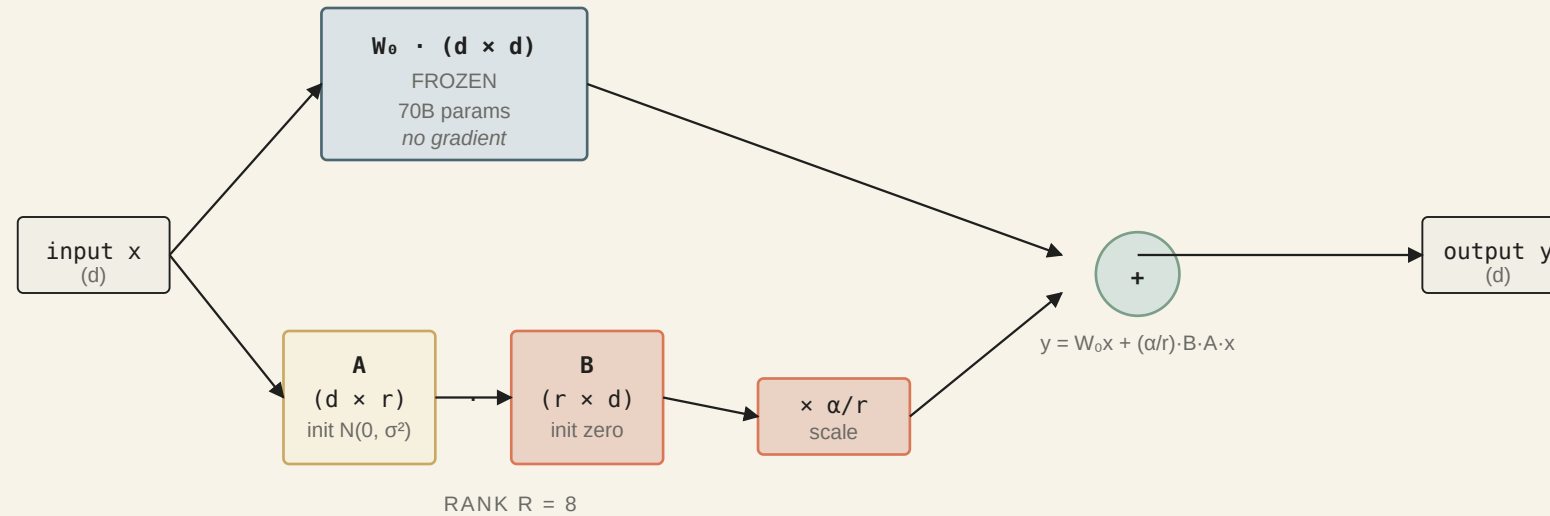 W₀ · (d × d)
FROZEN
70B params
no gradient
input x
(d)
+
output y
(d)
y = W₀x + (α/r)·B·A·x
A
(d × r)
init N(0, σ²)
·
B
(r × d)
init zero
× α/r
scale
RANK R = 8